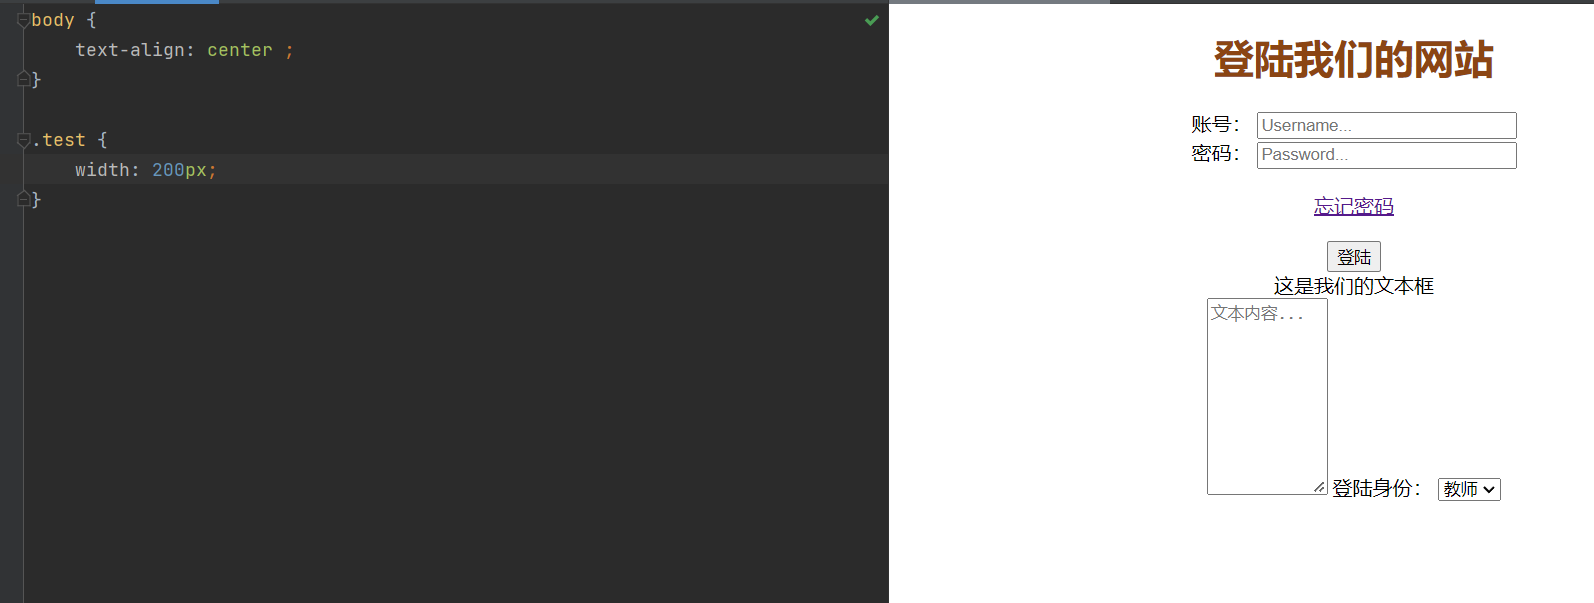 body {
    text-align: center ;
}
.test {
    width: 200px;
}
登陆我们的网站
账号： Username...
密码： Password...
忘记密码
登陆
这是我们的文本框
文本内容...
登陆身份： 教师